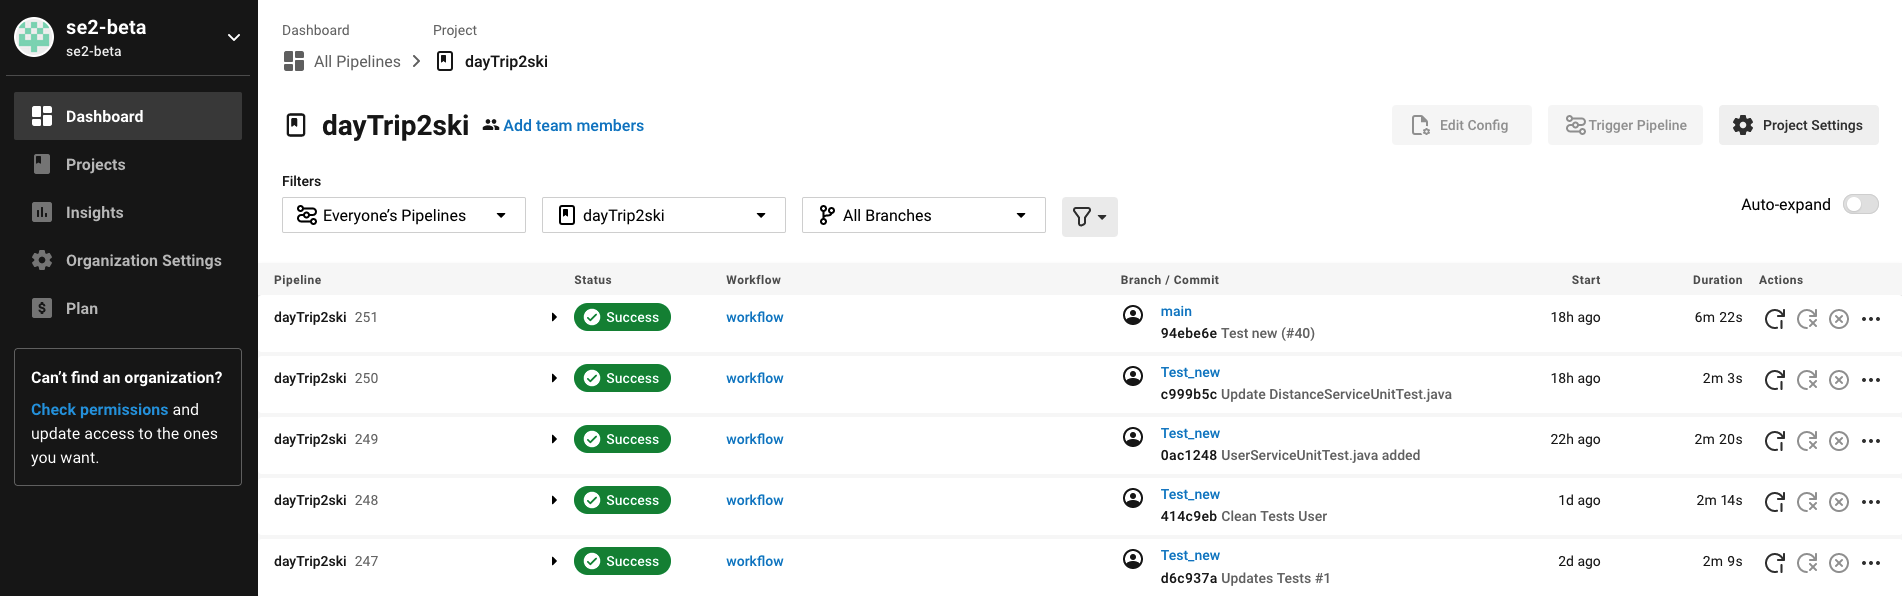 se2-beta
se2-beta
Dashboard
Projects
Insights
Organization Settings
Plan
Can't find an organization?
Check permissions and
update access to the ones
you want.
Dashboard Project
All Pipelines dayTrip2ski
dayTrip2ski Add team members
Edit Config Trigger Pipeline Project Settings
Filters
Everyone's Pipelines dayTrip2ski All Branches
Auto-expand
Pipeline Status Workflow Branch / Commit Start Duration Actions
dayTrip2ski 251 Success workflow main 18h ago 6m 22s
94ebe6e Test new (#40)
dayTrip2ski 250 Success workflow Test_new 18h ago 2m 3s
c999b5c Update DistanceServiceUnitTest.java
dayTrip2ski 249 Success workflow Test_new 22h ago 2m 20s
0ac1248 UserServiceUnitTest.java added
dayTrip2ski 248 Success workflow Test_new 1d ago 2m 14s
414c9eb Clean Tests User
dayTrip2ski 247 Success workflow Test_new 2d ago 2m 9s
d6c937a Updates Tests #1